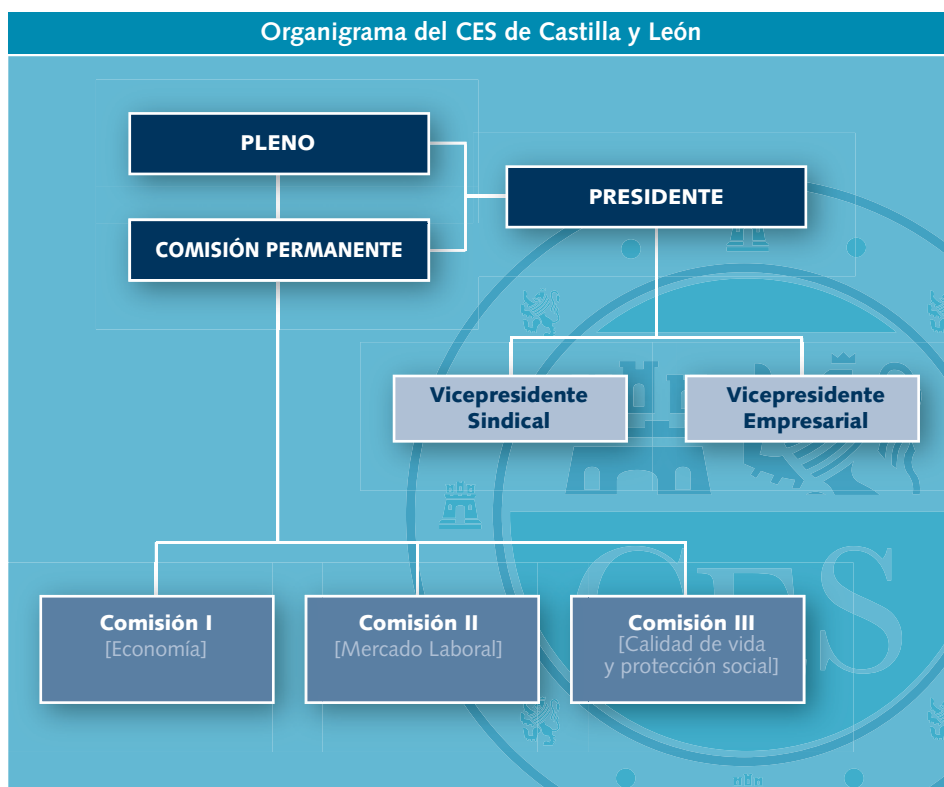 Organigrama del CES de Castilla y León
PLENO
PRESIDENTE
COMISIÓN PERMANENTE
Vicepresidente
Sindical
Vicepresidente
Empresarial
Comisión I
[Economía]
Comisión II
[Mercado Laboral]
Comisión III
[Calidad de vida
y protección social]
CES